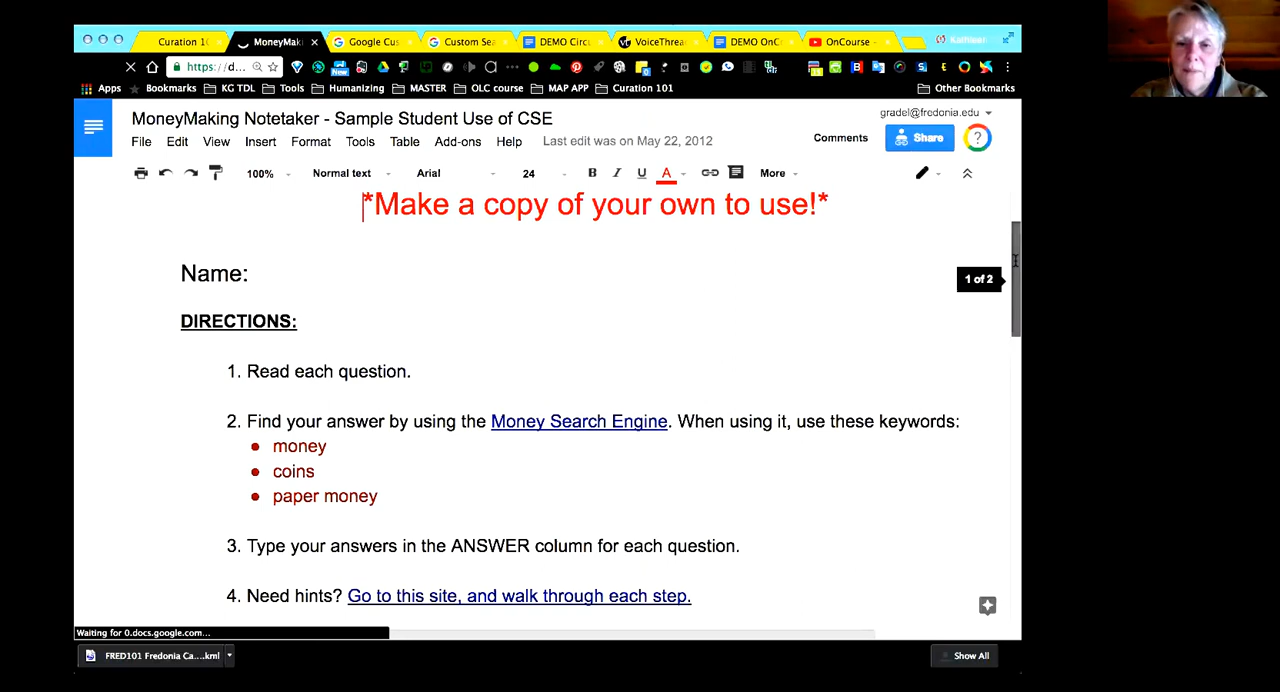 Curation 10
MoneyMaki
Google Cus
Custom Sea
DEMO Circ
VoiceThrea
DEMO OnC
OnCourse -
Kathleen
https://d...
New
Apps
Bookmarks
KG TDL
Tools
Humanizing
MASTER
OLC course
MAP APP
Curation 101
Other Bookmarks
MoneyMaking Notetaker - Sample Student Use of CSE
gradel@fredonia.edu
File Edit View Insert Format Tools Table Add-ons Help Last edit was on May 22, 2012
Comments
Share
100% Normal text Arial 24 B I U A More
*Make a copy of your own to use!*
Name:
1 of 2
DIRECTIONS:
1. Read each question.
2. Find your answer by using the Money Search Engine. When using it, use these keywords:
● money
● coins
● paper money
3. Type your answers in the ANSWER column for each question.
4. Need hints? Go to this site, and walk through each step.
Waiting for 0.docs.google.com...
FRED101 Fredonia Ca....kml
Show All